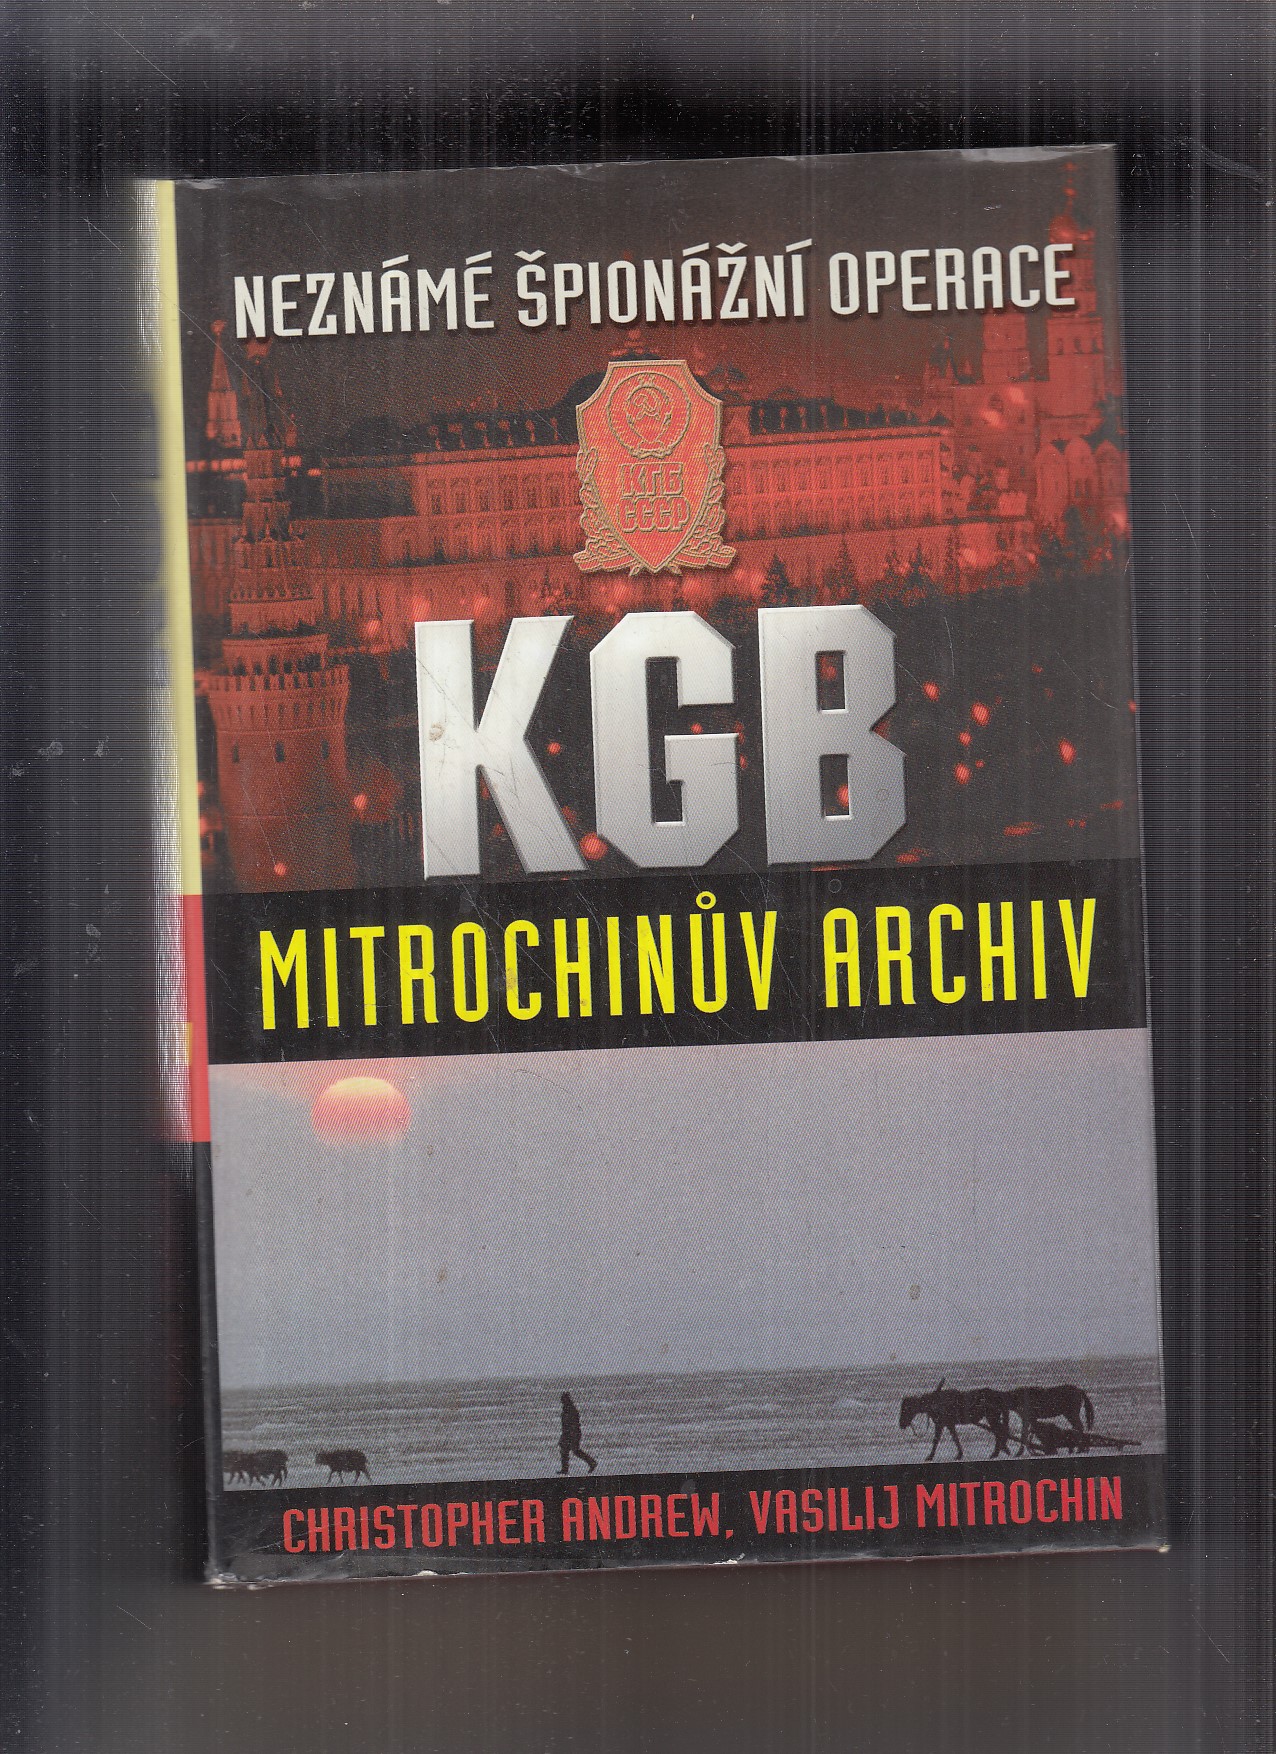 NEZNÁMÉ ŠPIONÁŽNÍ OPERACE
КГБ
СССР
KGB
MITROCHINŮV ARCHIV
CHRISTOPHER ANDREW, VASILIJ MITROCHIN